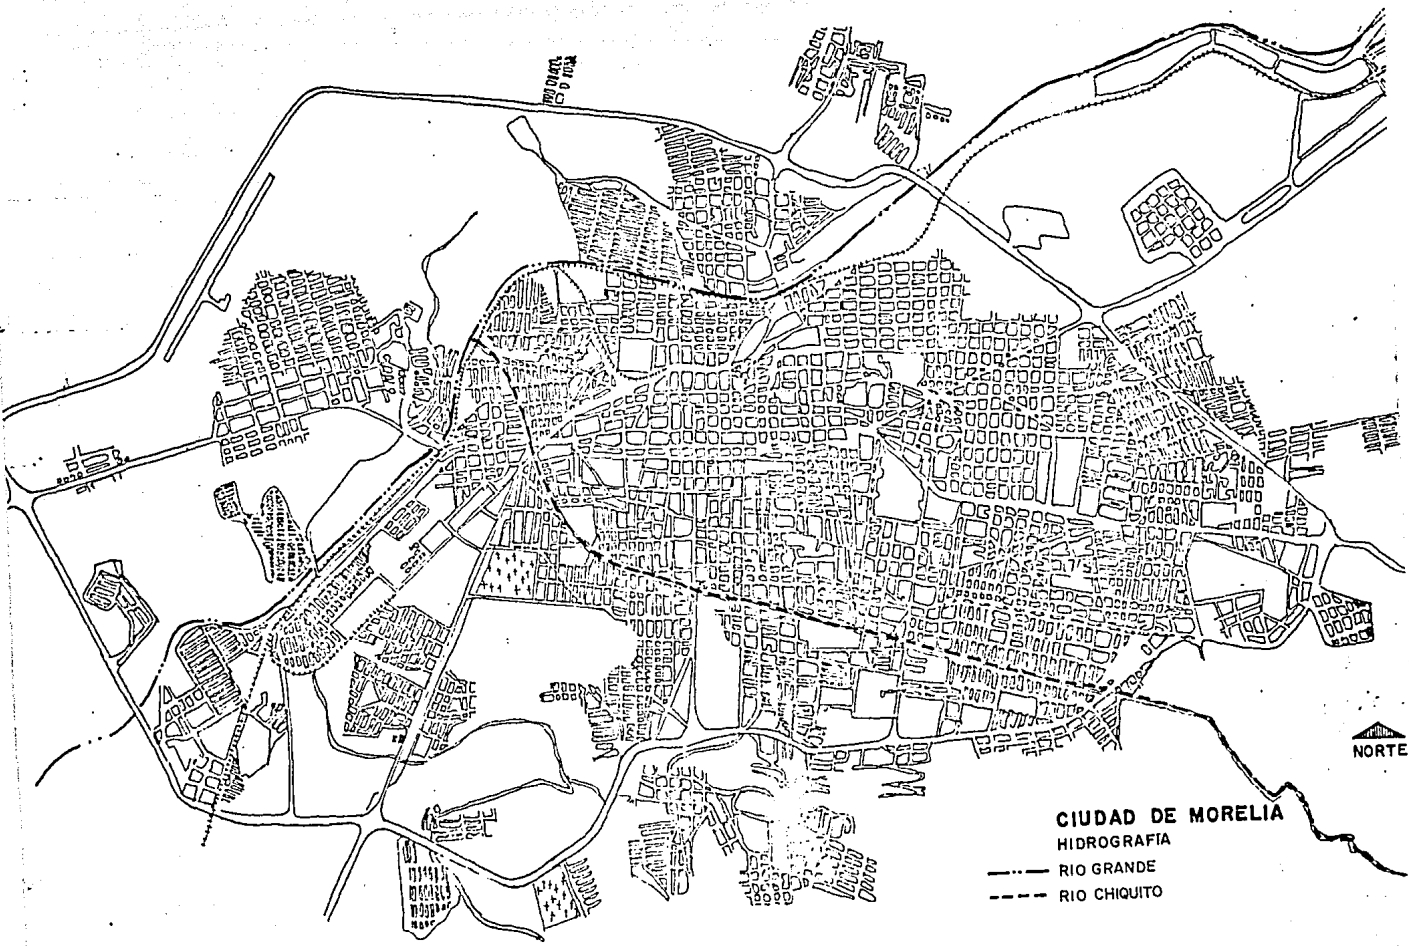 NORTE
CIUDAD DE MORELIA
HIDROGRAFIA
RIO GRANDE
RIO CHIQUITO